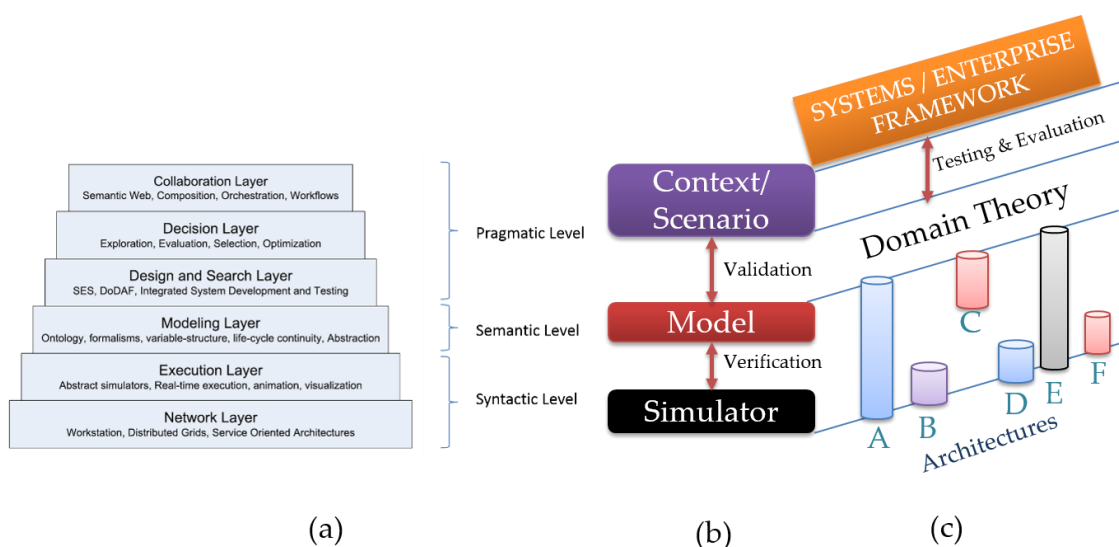 Collaboration Layer
Semantic Web, Composition, Orchestration, Workflows
Decision Layer
Exploration, Evaluation, Selection, Optimization
Design and Search Layer
SES, DoDAF, Integrated System Development and Testing
Modeling Layer
Ontology, formalisms, variable-structure, life-cycle continuity, Abstraction
Execution Layer
Abstract simulators, Real-time execution, animation, visualization
Network Layer
Workstation, Distributed Grids, Service Oriented Architectures
Pragmatic Level
Semantic Level
Syntactic Level
(a)
Context/
Scenario
Validation
Model
Verification
Simulator
(b)
SYSTEMS / ENTERPRISE
FRAMEWORK
Testing & Evaluation
Domain Theory
A
B
C
D
E
F
Architectures
(c)